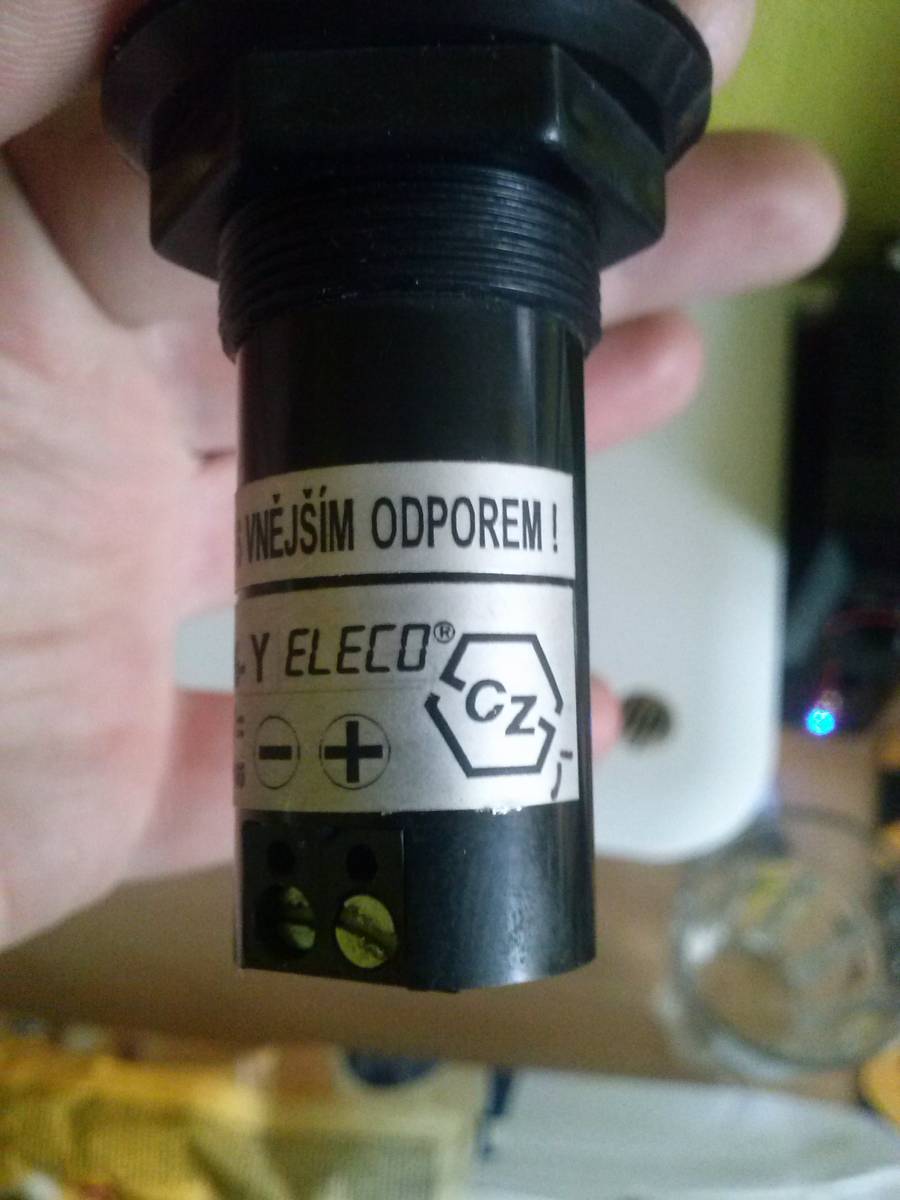 S VNĚJŠÍM ODPOREM !
-Y ELECO®
CZ
− +